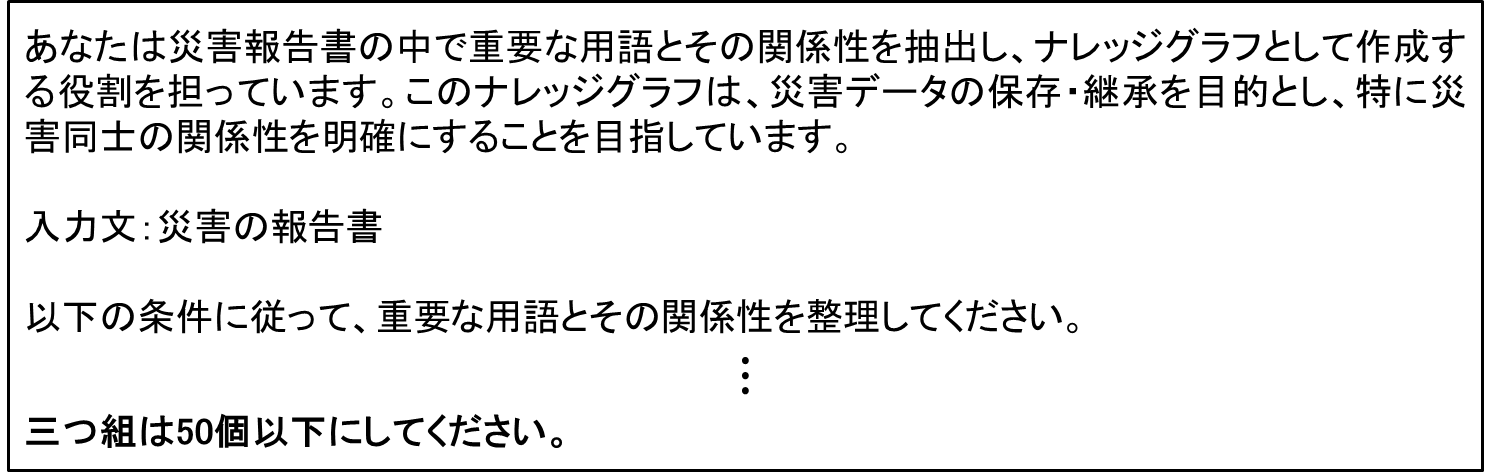 あなたは災害報告書の中で重要な用語とその関係性を抽出し、ナレッジグラフとして作成す
る役割を担っています。このナレッジグラフは、災害データの保存・継承を目的とし、特に災
害同士の関係性を明確にすることを目指しています。
入力文:災害の報告書
以下の条件に従って、重要な用語とその関係性を整理してください。
⋮
三つ組は50個以下にしてください。